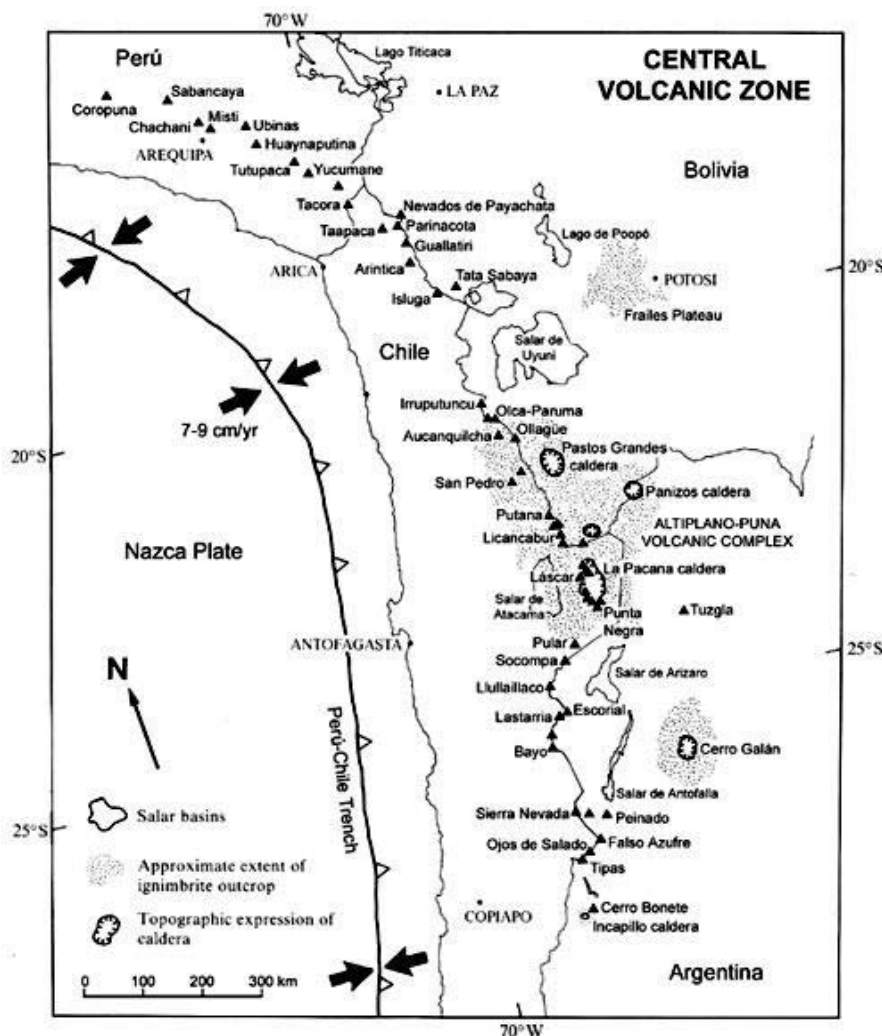 70°W
Perú
Lago Titicaca
CENTRAL
VOLCANIC ZONE
LA PAZ
Sabancaya
Coropuna
Misti
Chachani
Ubinas
AREQUIPA
Huaynaputina
Bolivia
Tutupaca
Yucumane
Tacora
Nevados de Payachata
Parinacota
Taapaca
Lago de Poopó
Guallatiri
ARICA
Arintica
20°S
Tata Sabaya
POTOSI
Isluga
Frailes Plateau
Chile
Salar de
Uyuni
Irruputuncu
Olca-Paruma
7-9 cm/yr
Aucanquilcha
Ollagüe
Pastos Grandes
caldera
20°S
San Pedro
Panizos caldera
Putana
ALTIPLANO-PUNA
VOLCANIC COMPLEX
Licancabur
Nazca Plate
La Pacana caldera
Láscar
Salar de
Atacama
Punta
Negra
Tuzgla
ANTOFAGASTA
Pular
25°S
Socompa
Salar de Arizaro
N
Llullaillaco
Escorial
Lastarria
Perú-Chile Trench
Bayo
Cerro Galán
Salar de Antofalla
Salar basins
Sierra Nevada
Peinado
25°S
Falso Azufre
Ojos de Salado
Approximate extent of
ignimbrite outcrop
Tipas
COPIAPO
Cerro Bonete
Incapillo caldera
Topographic expression of
caldera
Argentina
0 100 200 300 km
70°W